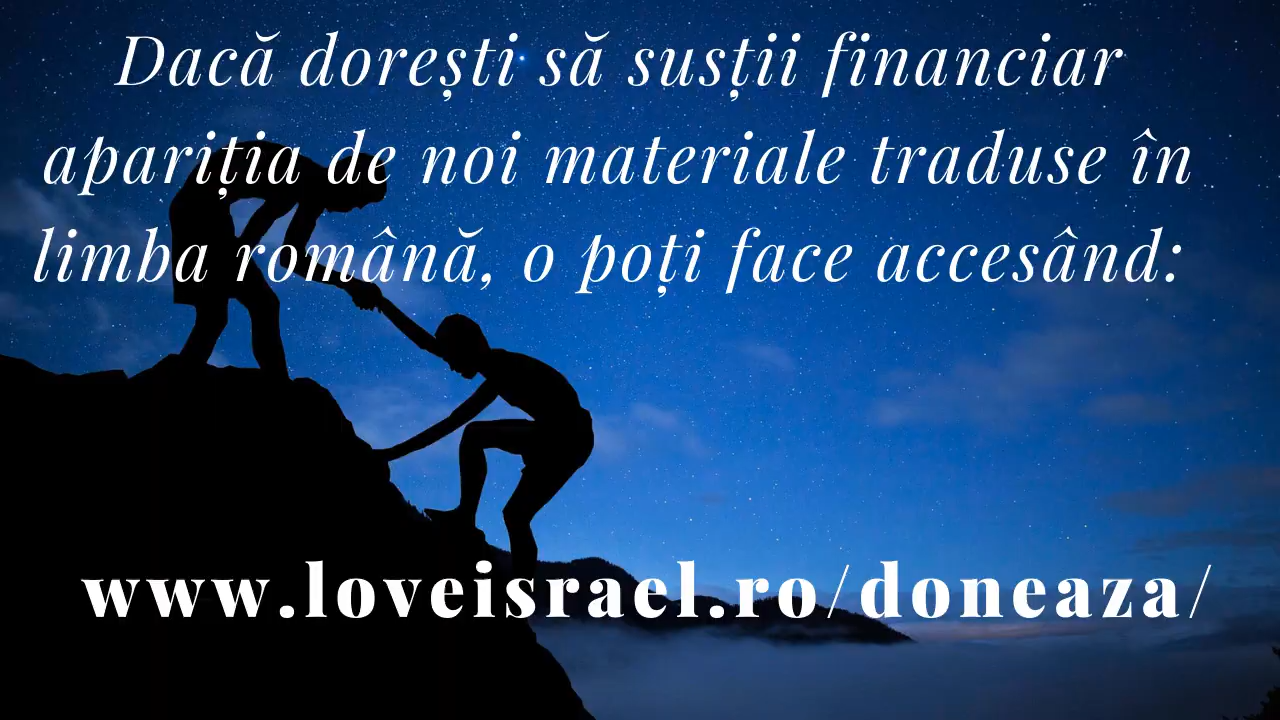 Dacă dorești să susții financiar
apariția de noi materiale traduse în
limba română, o poți face accesând:
www.loveisrael.ro/doneaza/